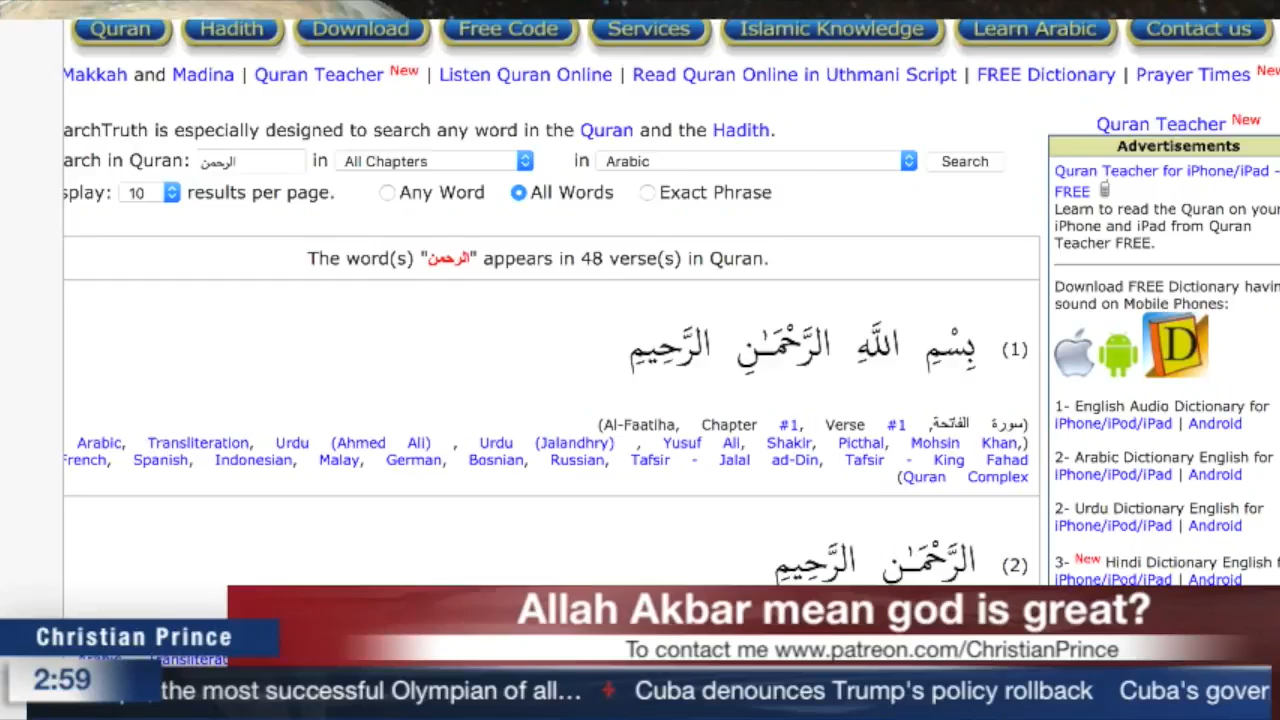 Quran Hadith Download Free Code Services Islamic Knowledge Learn Arabic Contact us
Makkah and Madina | Quran Teacher New | Listen Quran Online | Read Quran Online in Uthmani Script | FREE Dictionary | Prayer Times New
archTruth is especially designed to search any word in the Quran and the Hadith.
arch in Quran: الرحمن in All Chapters in Arabic Search
splay: 10 results per page. Any Word All Words Exact Phrase
The word(s) "الرحمن" appears in 48 verse(s) in Quran.
(1) بِسْمِ اللَّهِ الرَّحْمَـٰنِ الرَّحِيمِ
(Al-Faatiha, Chapter #1, Verse #1 ,سورة الفاتحة)
Arabic, Transliteration, Urdu (Ahmed Ali) , Urdu (Jalandhry) , Yusuf Ali, Shakir, Picthal, Mohsin Khan,)
French, Spanish, Indonesian, Malay, German, Bosnian, Russian, Tafsir - Jalal ad-Din, Tafsir - King Fahad
(Quran Complex
(2) الرَّحْمَـٰنِ الرَّحِيمِ
Quran Teacher New
Advertisements
Quran Teacher for iPhone/iPad -
FREE
Learn to read the Quran on your
iPhone and iPad from Quran
Teacher FREE.
Download FREE Dictionary havin
sound on Mobile Phones:
D
1- English Audio Dictionary for
iPhone/iPod/iPad | Android
2- Arabic Dictionary English for
iPhone/iPod/iPad | Android
2- Urdu Dictionary English for
iPhone/iPod/iPad | Android
3- New Hindi Dictionary English f
iPhone/iPod/iPad | Android
Allah Akbar mean god is great?
Christian Prince
To contact me www.patreon.com/ChristianPrince
2:59
the most successful Olympian of all... Cuba denounces Trump's policy rollback Cuba's gover